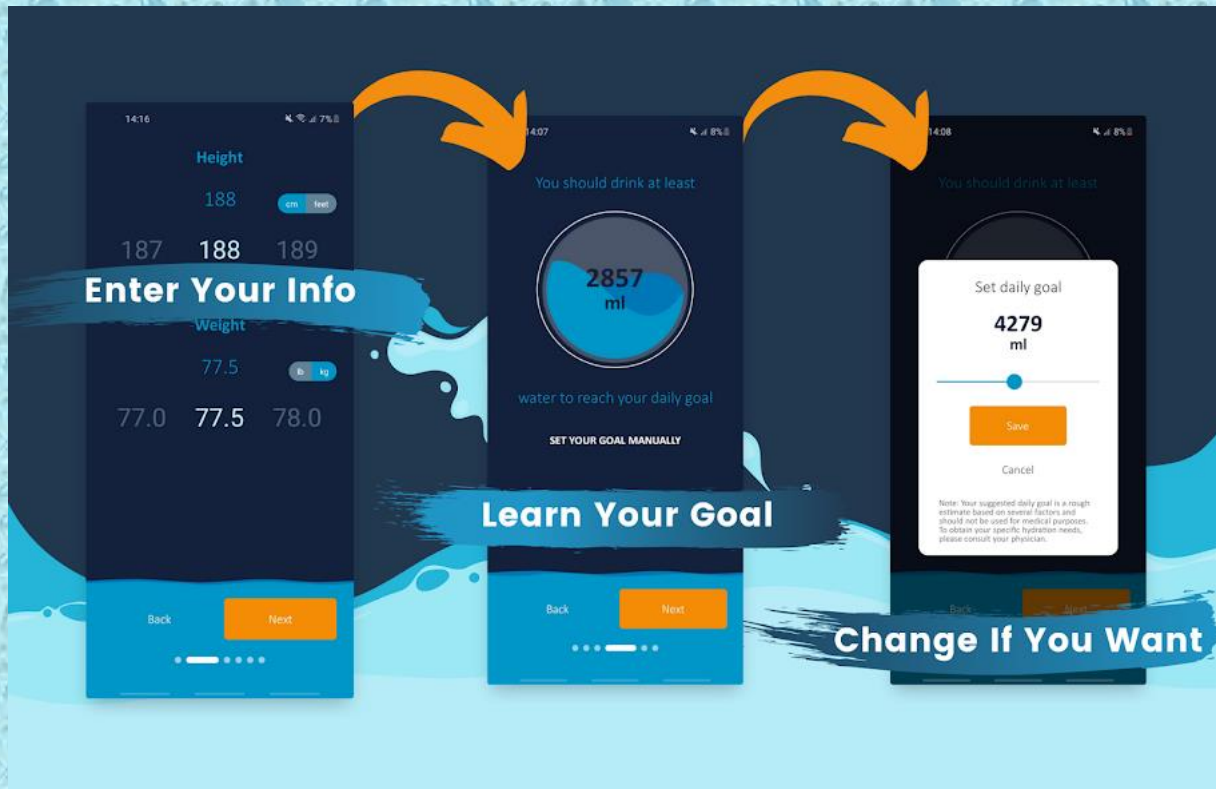 14:16
7%
Height
188
cm feet
187 188 189
Enter Your Info
Weight
77.5
lb kg
77.0 77.5 78.0
Back Next
14:07
8%
You should drink at least
2857
ml
water to reach your daily goal
SET YOUR GOAL MANUALLY
Learn Your Goal
Back Next
14:08
8%
You should drink at least
Set daily goal
4279
ml
Save
Cancel
Note: Your suggested daily goal is a rough
estimate based on several factors and
should not be used for medical purposes.
To obtain your specific hydration needs,
please consult your physician.
Back Next
Change If You Want